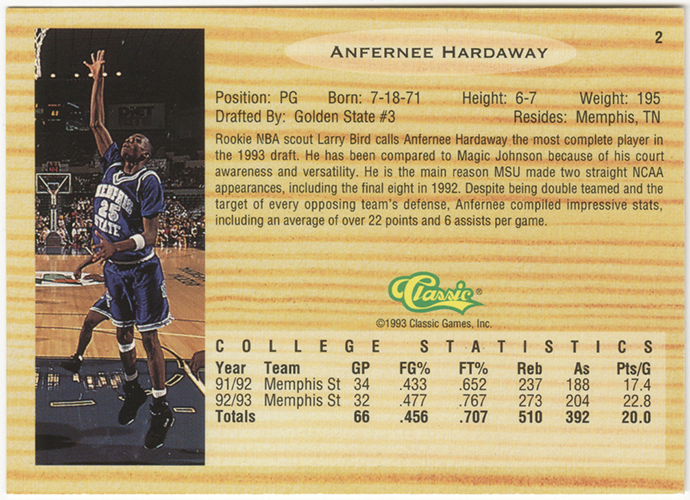 2
ANFERNEE HARDAWAY
Position: PG Born: 7-18-71 Height: 6-7 Weight: 195
Drafted By: Golden State #3 Resides: Memphis, TN
Rookie NBA scout Larry Bird calls Anfernee Hardaway the most complete player in
the 1993 draft. He has been compared to Magic Johnson because of his court
awareness and versatility. He is the main reason MSU made two straight NCAA
appearances, including the final eight in 1992. Despite being double teamed and the
target of every opposing team's defense, Anfernee compiled impressive stats,
including an average of over 22 points and 6 assists per game.
MEMPHIS
STATE
25
Classic®
©1993 Classic Games, Inc.
COLLEGE STATISTICS
Year Team GP FG% FT% Reb As Pts/G
91/92 Memphis St 34 .433 .652 237 188 17.4
92/93 Memphis St 32 .477 .767 273 204 22.8
Totals 66 .456 .707 510 392 20.0